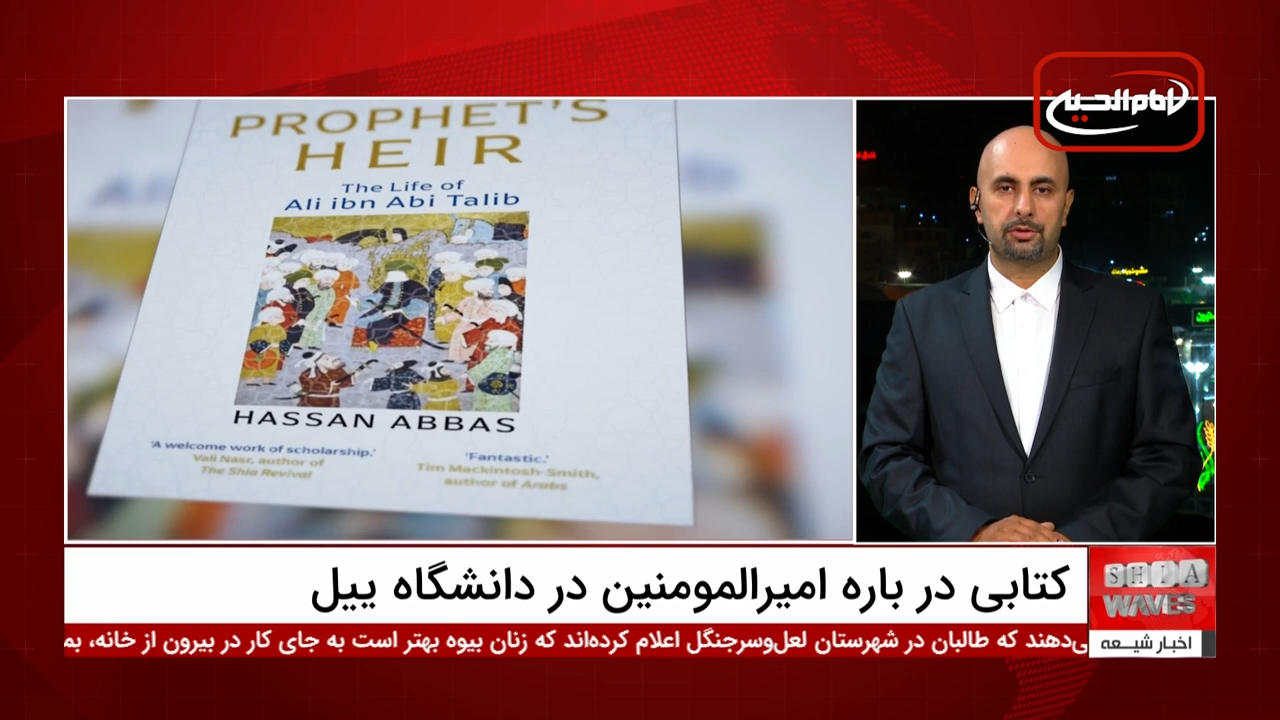 امام الحسین
PROPHET'S
HEIR
The Life of
Ali ibn Abi Talib
HASSAN ABBAS
'A welcome work of scholarship.'
Vali Nasr, author of
The Shia Revival
'Fantastic.'
Tim Mackintosh-Smith,
author of Arabs
کتابی در باره امیرالمومنین در دانشگاه ییل
SHIA
WAVES
اخبار شیعه
ی‌دهند که طالبان در شهرستان لعل‌وسرجنگل اعلام کرده‌اند که زنان بیوه بهتر است به جای کار در بیرون از خانه، بم